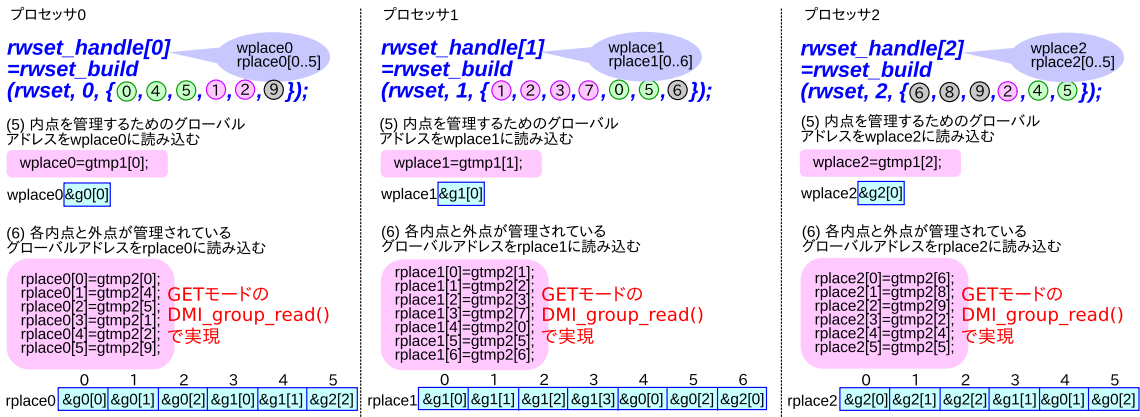 プロセッサ0
rwset_handle[0]
=rwset_build
(rwset, 0, {0,4,5,1,2,9});
wplace0
rplace0[0..5]
(5) 内点を管理するためのグローバル
アドレスをwplace0に読み込む
wplace0=gtmp1[0];
wplace0 &g0[0]
(6) 各内点と外点が管理されている
グローバルアドレスをrplace0に読み込む
rplace0[0]=gtmp2[0];
rplace0[1]=gtmp2[4];
rplace0[2]=gtmp2[5];
rplace0[3]=gtmp2[1];
rplace0[4]=gtmp2[2];
rplace0[5]=gtmp2[9];
GETモードの
DMI_group_read()
で実現
0 1 2 3 4 5
rplace0 &g0[0] &g0[1] &g0[2] &g1[0] &g1[1] &g2[2]
プロセッサ1
rwset_handle[1]
=rwset_build
(rwset, 1, {1,2,3,7,0,5,6});
wplace1
rplace1[0..6]
(5) 内点を管理するためのグローバル
アドレスをwplace1に読み込む
wplace1=gtmp1[1];
wplace1 &g1[0]
(6) 各内点と外点が管理されている
グローバルアドレスをrplace1に読み込む
rplace1[0]=gtmp2[1];
rplace1[1]=gtmp2[2];
rplace1[2]=gtmp2[3];
rplace1[3]=gtmp2[7];
rplace1[4]=gtmp2[0];
rplace1[5]=gtmp2[5];
rplace1[6]=gtmp2[6];
GETモードの
DMI_group_read()
で実現
0 1 2 3 4 5 6
rplace1 &g1[0] &g1[1] &g1[2] &g1[3] &g0[0] &g0[2] &g2[0]
プロセッサ2
rwset_handle[2]
=rwset_build
(rwset, 2, {6,8,9,2,4,5});
wplace2
rplace2[0..5]
(5) 内点を管理するためのグローバル
アドレスをwplace2に読み込む
wplace2=gtmp1[2];
wplace2 &g2[0]
(6) 各内点と外点が管理されている
グローバルアドレスをrplace2に読み込む
rplace2[0]=gtmp2[6];
rplace2[1]=gtmp2[8];
rplace2[2]=gtmp2[9];
rplace2[3]=gtmp2[2];
rplace2[4]=gtmp2[4];
rplace2[5]=gtmp2[5];
GETモードの
DMI_group_read()
で実現
0 1 2 3 4 5
rplace2 &g2[0] &g2[1] &g2[2] &g1[1] &g0[1] &g0[2]